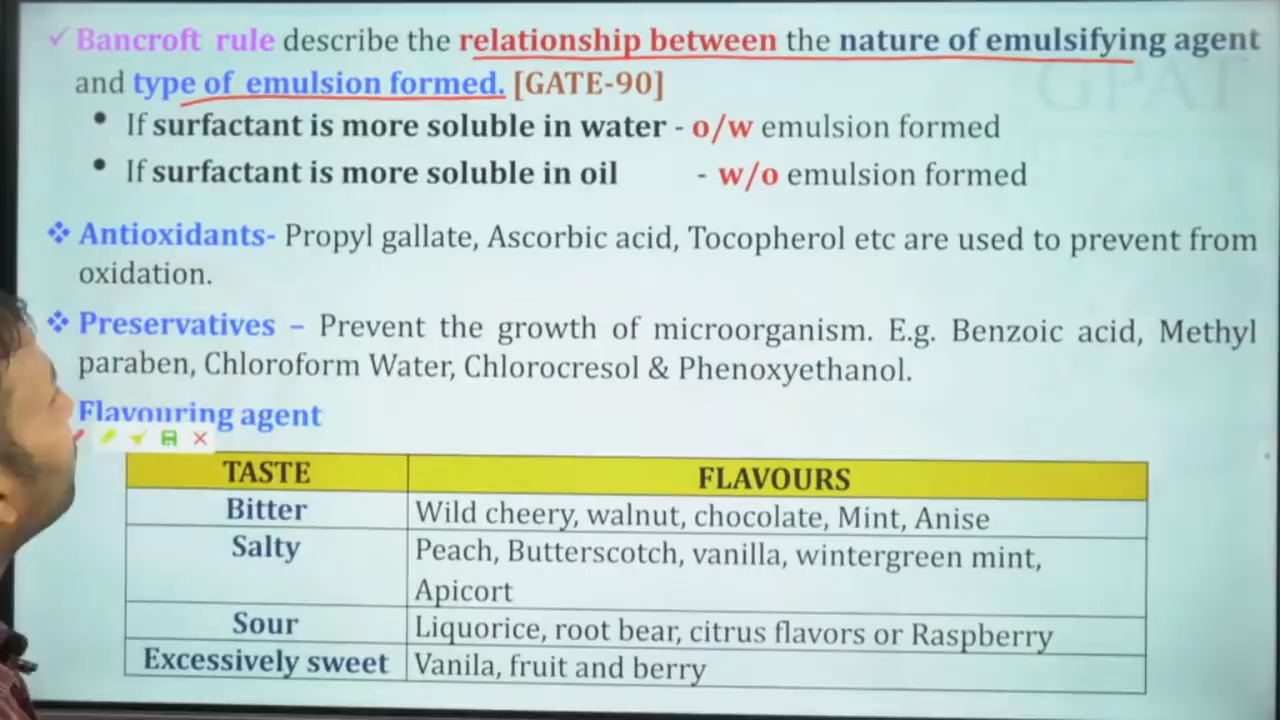 ✓ Bancroft rule describe the relationship between the nature of emulsifying agent
and type of emulsion formed. [GATE-90]
• If surfactant is more soluble in water - o/w emulsion formed
• If surfactant is more soluble in oil - w/o emulsion formed
GPAT
❖ Antioxidants- Propyl gallate, Ascorbic acid, Tocopherol etc are used to prevent from
oxidation.
❖ Preservatives – Prevent the growth of microorganism. E.g. Benzoic acid, Methyl
paraben, Chloroform Water, Chlorocresol & Phenoxyethanol.
Flavouring agent
TASTE FLAVOURS
Bitter Wild cheery, walnut, chocolate, Mint, Anise
Salty Peach, Butterscotch, vanilla, wintergreen mint,
Apicort
Sour Liquorice, root bear, citrus flavors or Raspberry
Excessively sweet Vanila, fruit and berry